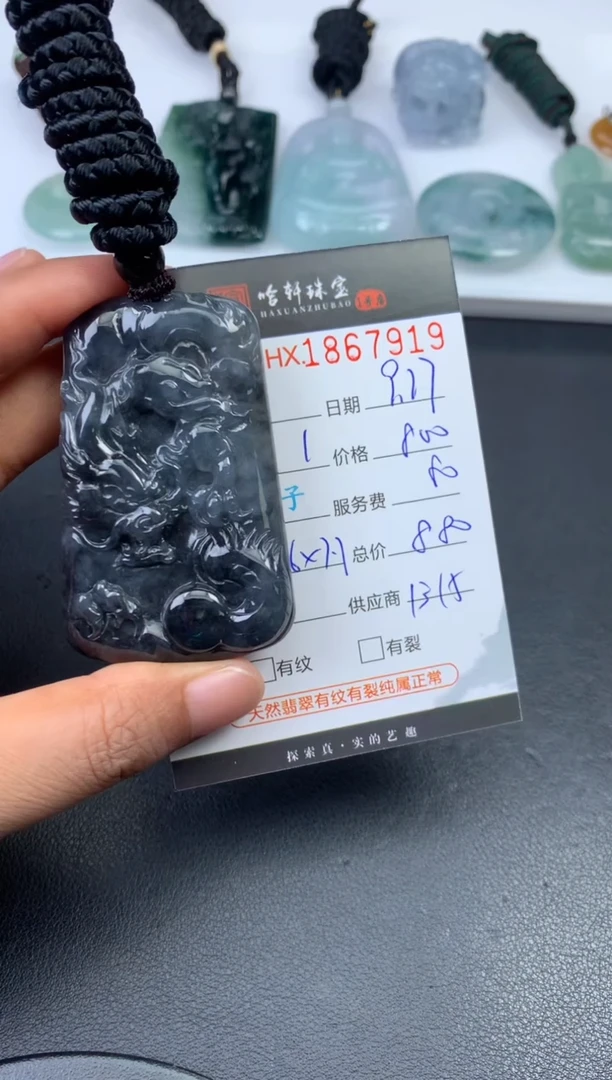 哈轩珠宝
HAXUANZHUBAO
HX.1867919
日期 9.17
1 价格 800
子 服务费 80
总价 880
供应商
有纹 有裂
天然翡翠有纹有裂纯属正常
探索真·实的艺趣